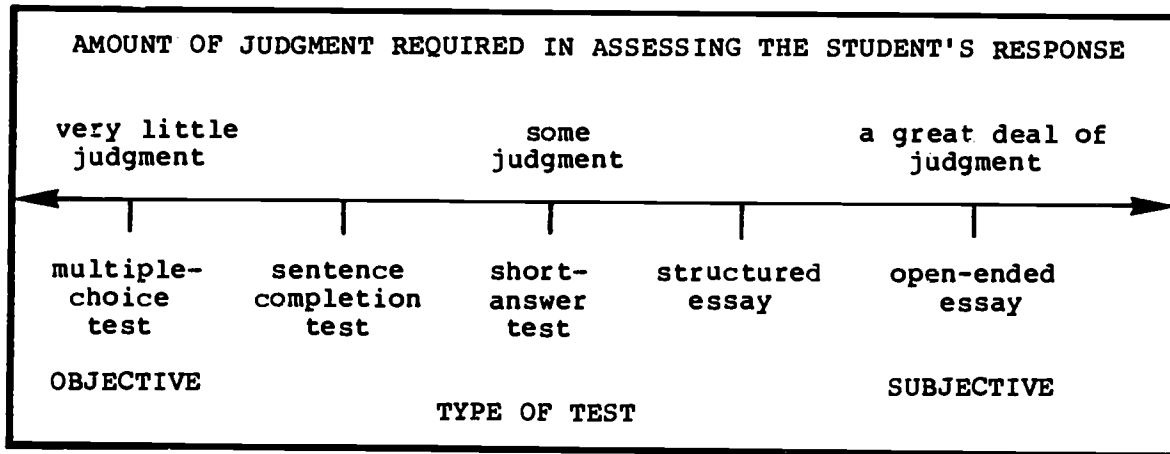 AMOUNT OF JUDGMENT REQUIRED IN ASSESSING THE STUDENT'S RESPONSE
very little judgment
some judgment
a great deal of judgment
multiple-choice test
sentence completion test
short-answer test
structured essay
open-ended essay
OBJECTIVE
SUBJECTIVE
TYPE OF TEST